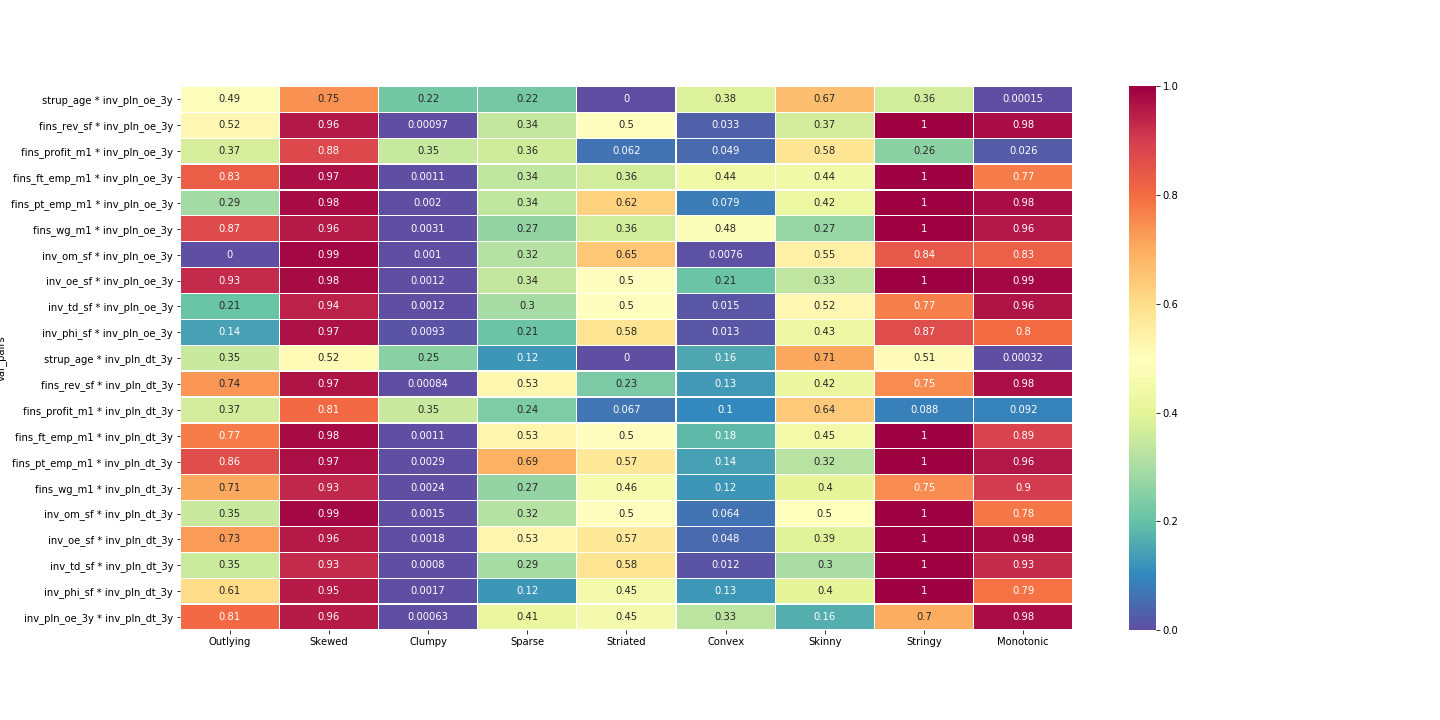 strup_age * inv_pln_oe_3y 0.49 0.75 0.22 0.22 0 0.38 0.67 0.36 0.00015
fins_rev_sf * inv_pln_oe_3y 0.52 0.96 0.00097 0.34 0.5 0.033 0.37 1 0.98
fins_profit_m1 * inv_pln_oe_3y 0.37 0.88 0.35 0.36 0.062 0.049 0.58 0.26 0.026
fins_ft_emp_m1 * inv_pln_oe_3y 0.83 0.97 0.0011 0.34 0.36 0.44 0.44 1 0.77
fins_pt_emp_m1 * inv_pln_oe_3y 0.29 0.98 0.002 0.34 0.62 0.079 0.42 1 0.98
fins_wg_m1 * inv_pln_oe_3y 0.87 0.96 0.0031 0.27 0.36 0.48 0.27 1 0.96
inv_om_sf * inv_pln_oe_3y 0 0.99 0.001 0.32 0.65 0.0076 0.55 0.84 0.83
inv_oe_sf * inv_pln_oe_3y 0.93 0.98 0.0012 0.34 0.5 0.21 0.33 1 0.99
inv_td_sf * inv_pln_oe_3y 0.21 0.94 0.0012 0.3 0.5 0.015 0.52 0.77 0.96
inv_phi_sf * inv_pln_oe_3y 0.14 0.97 0.0093 0.21 0.58 0.013 0.43 0.87 0.8
strup_age * inv_pln_dt_3y 0.35 0.52 0.25 0.12 0 0.16 0.71 0.51 0.00032
fins_rev_sf * inv_pln_dt_3y 0.74 0.97 0.00084 0.53 0.23 0.13 0.42 0.75 0.98
fins_profit_m1 * inv_pln_dt_3y 0.37 0.81 0.35 0.24 0.067 0.1 0.64 0.088 0.092
fins_ft_emp_m1 * inv_pln_dt_3y 0.77 0.98 0.0011 0.53 0.5 0.18 0.45 1 0.89
fins_pt_emp_m1 * inv_pln_dt_3y 0.86 0.97 0.0029 0.69 0.57 0.14 0.32 1 0.96
fins_wg_m1 * inv_pln_dt_3y 0.71 0.93 0.0024 0.27 0.46 0.12 0.4 0.75 0.9
inv_om_sf * inv_pln_dt_3y 0.35 0.99 0.0015 0.32 0.5 0.064 0.5 1 0.78
inv_oe_sf * inv_pln_dt_3y 0.73 0.96 0.0018 0.53 0.57 0.048 0.39 1 0.98
inv_td_sf * inv_pln_dt_3y 0.35 0.93 0.0008 0.29 0.58 0.012 0.3 1 0.93
inv_phi_sf * inv_pln_dt_3y 0.61 0.95 0.0017 0.12 0.45 0.13 0.4 1 0.79
inv_pln_oe_3y * inv_pln_dt_3y 0.81 0.96 0.00063 0.41 0.45 0.33 0.16 0.7 0.98
Outlying Skewed Clumpy Sparse Striated Convex Skinny Stringy Monotonic
1.0
0.8
0.6
0.4
0.2
0.0